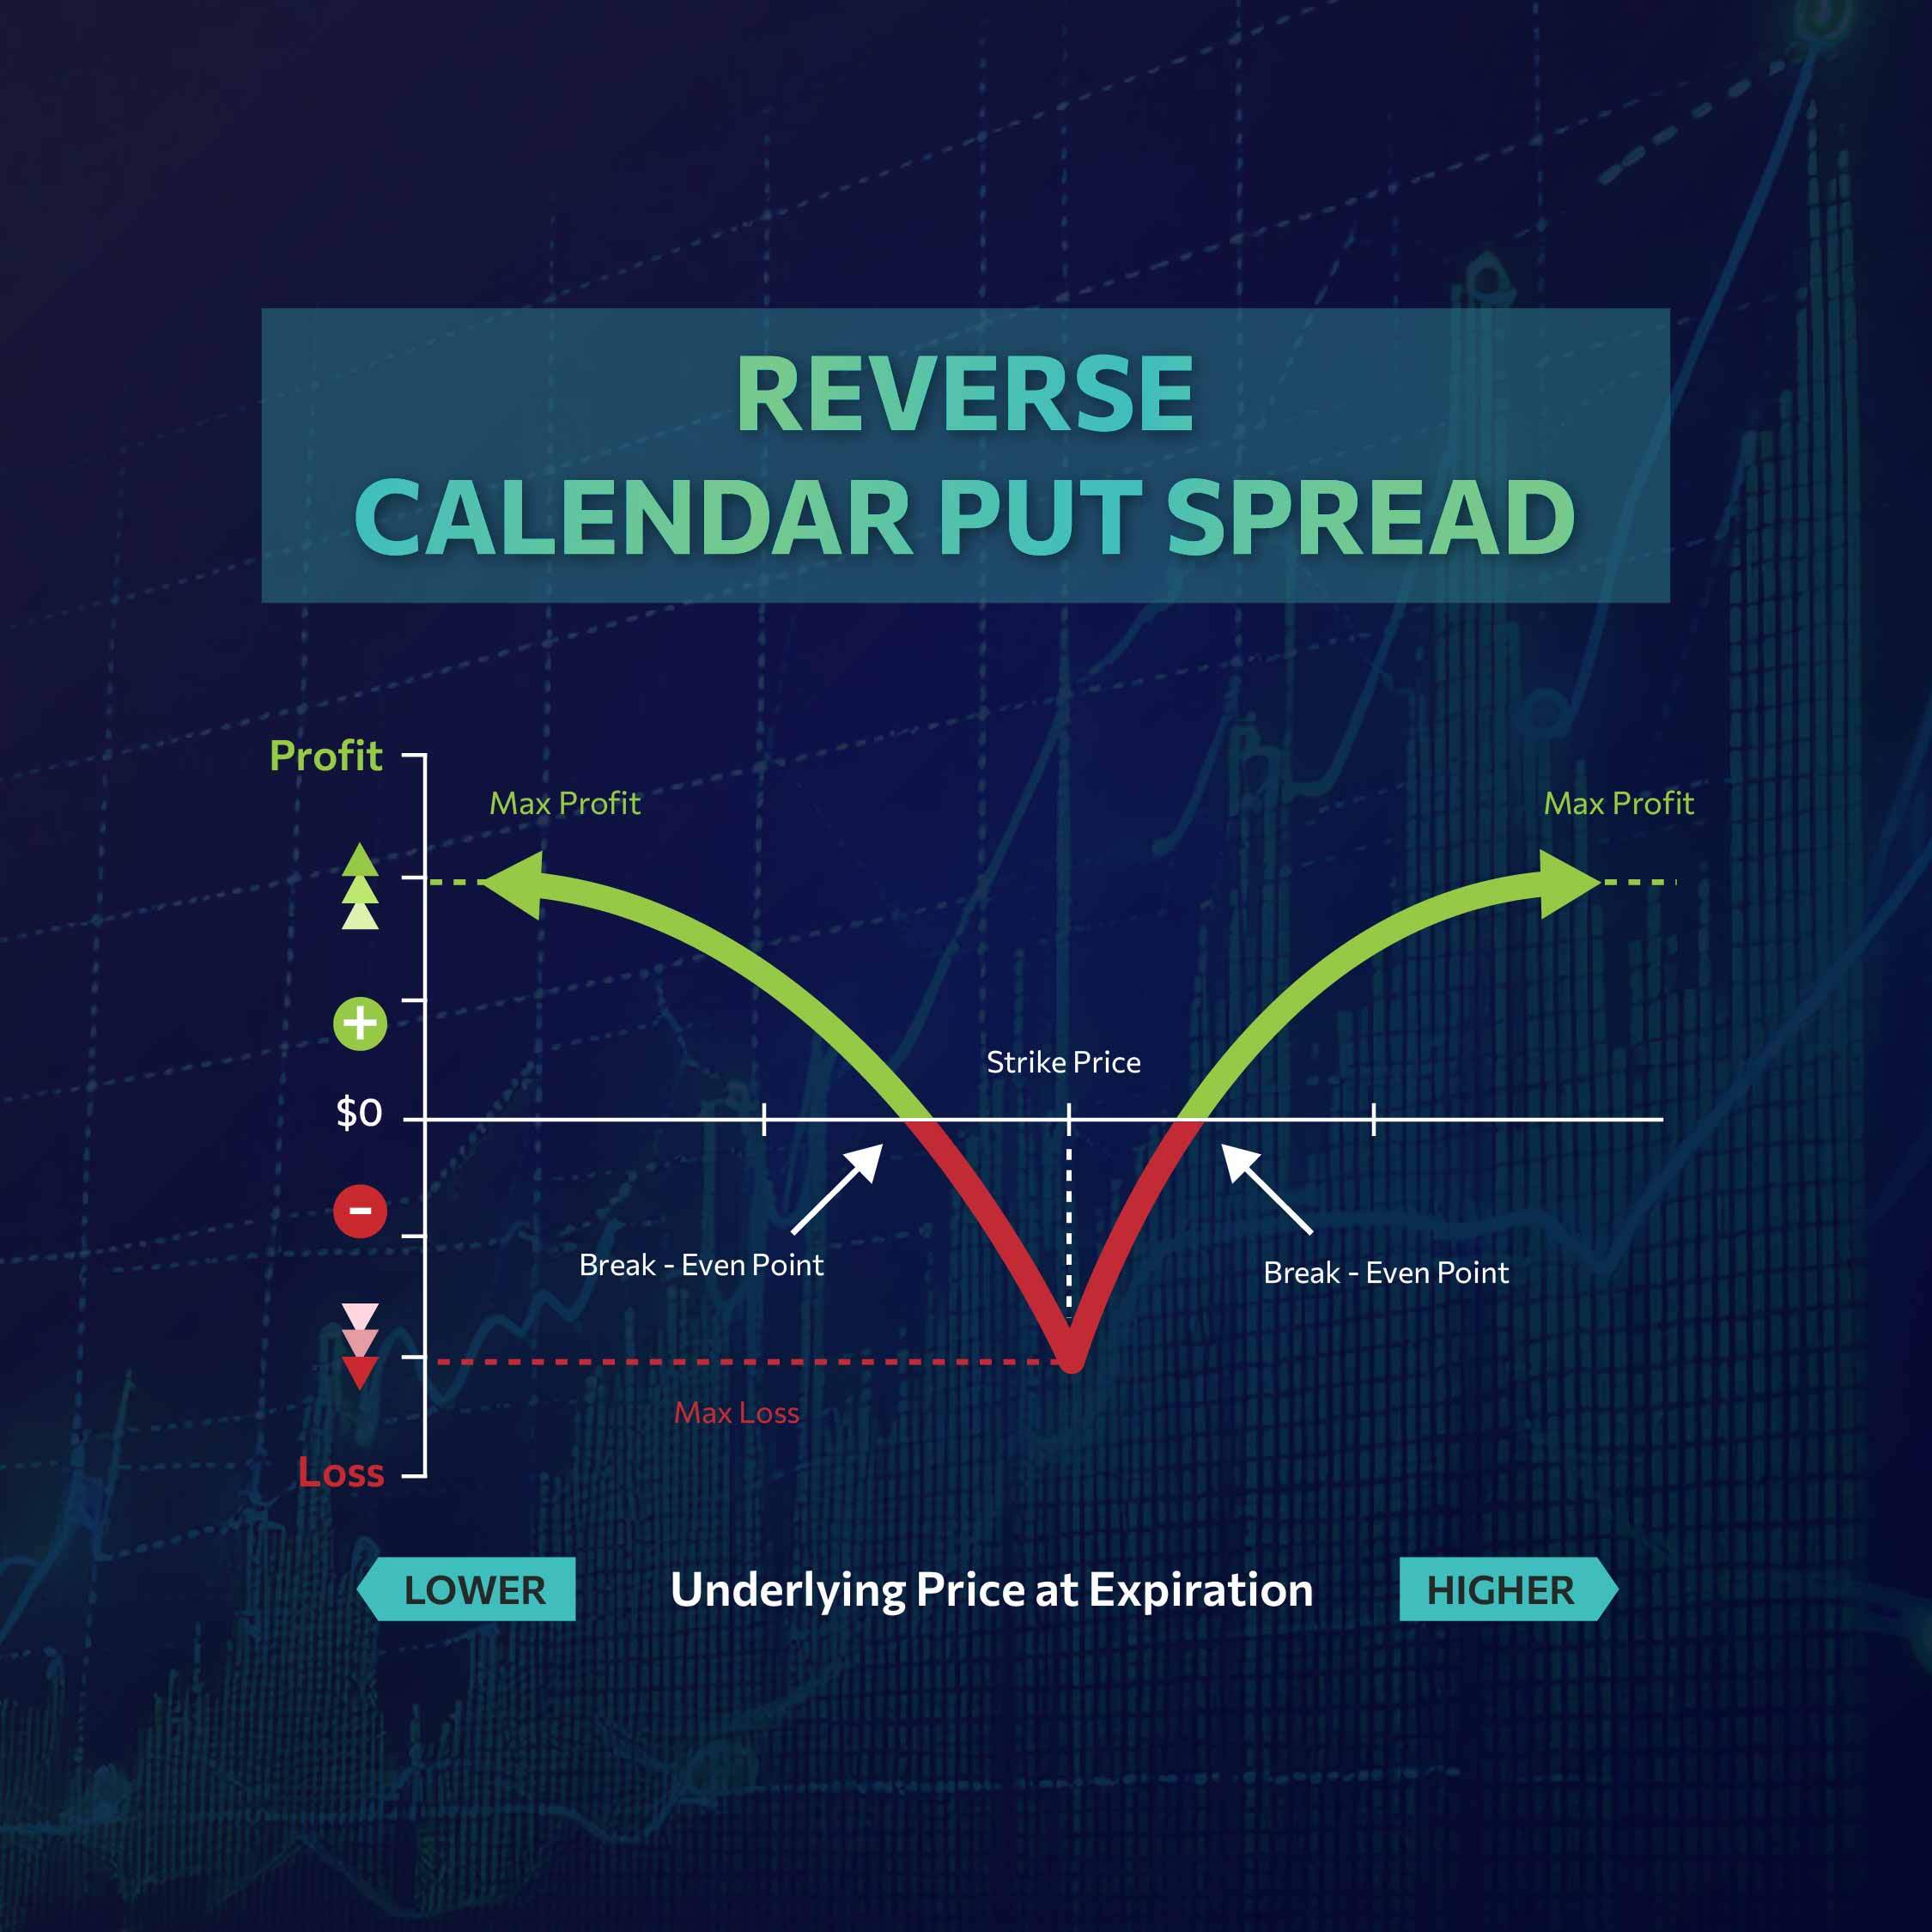 REVERSE
CALENDAR PUT SPREAD
Profit
Max Profit
Max Profit
+
Strike Price
$0
-
Break - Even Point
Break - Even Point
Max Loss
Loss
LOWER
Underlying Price at Expiration
HIGHER